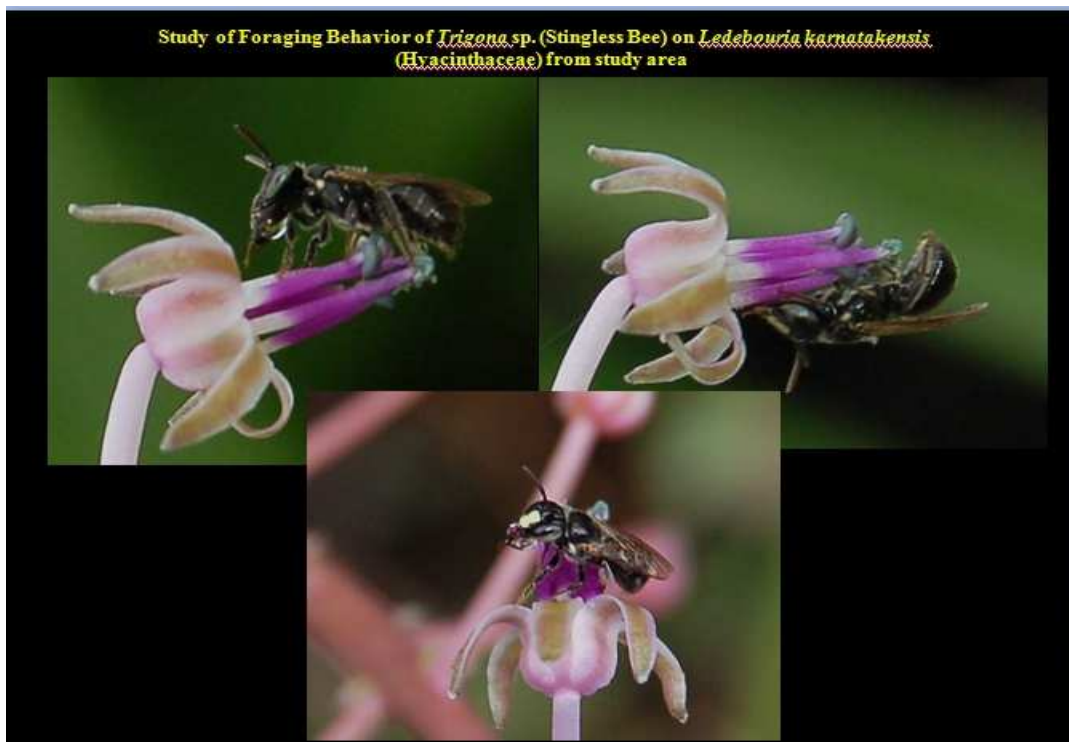 Study of Foraging Behavior of Trigona sp. (Stingless Bee) on Ledebouria karnatakensis
(Hyacinthaceae) from study area